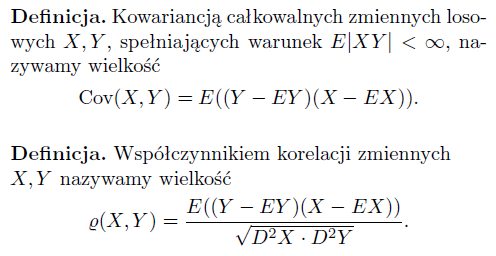 Definicja. Kowariancją całkowalnych zmiennych loso-
wych X, Y, spełniających warunek E|XY| < ∞, na-
zywamy wielkość
Cov(X, Y) = E((Y − EY)(X − EX)).
Definicja. Współczynnikiem korelacji zmiennych
X, Y nazywamy wielkość
ϱ(X, Y) = E((Y − EY)(X − EX)) / √(D²X · D²Y).